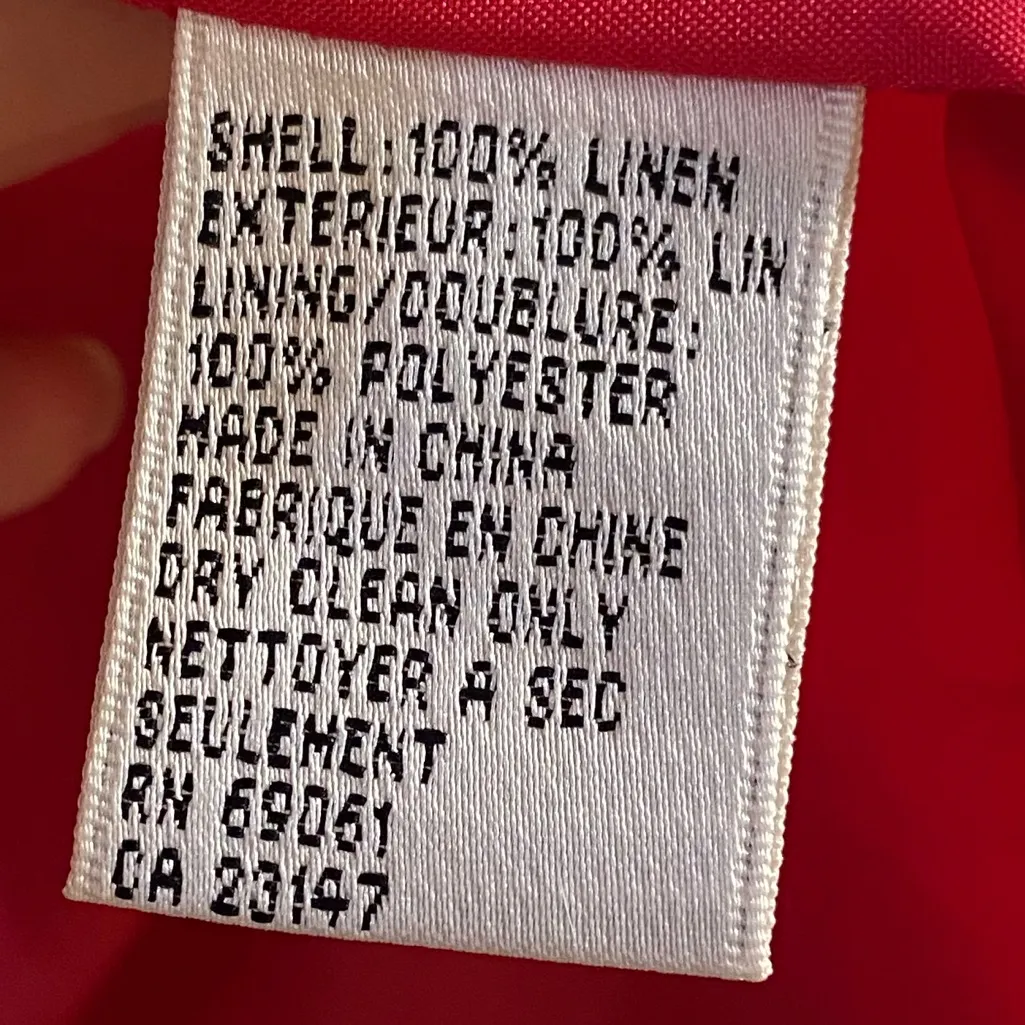 SHELL:100% LINEN
EXTERIEUR:100% LIN
LINING/DOUBLURE:
100% POLYESTER
MADE IN CHINA
FABRIQUE EN CHINE
DRY CLEAN ONLY
NETTOYER A SEC
SEULEMENT
RN 69061
CA 23147